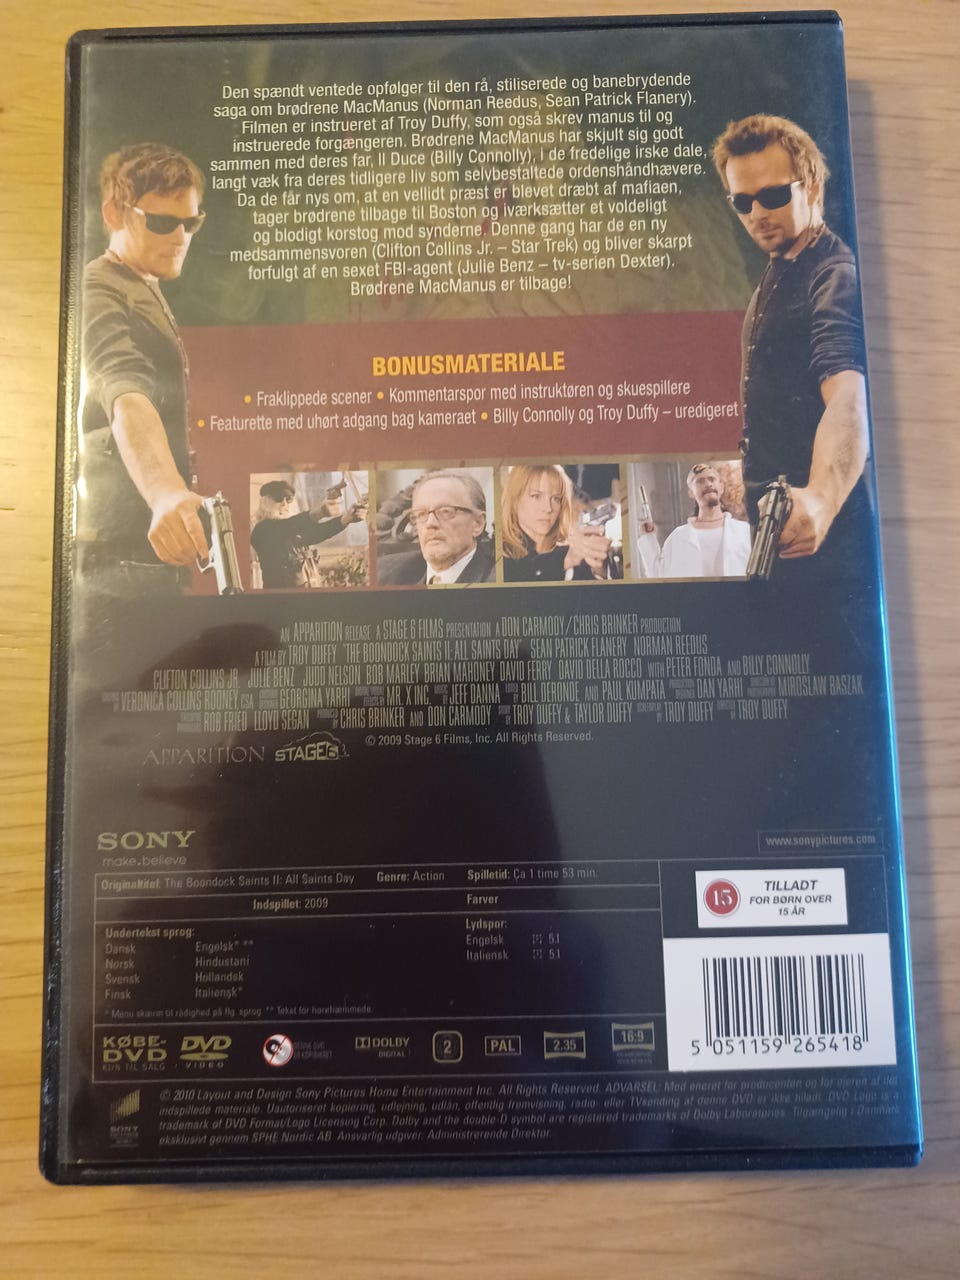 Den spændt ventede opfølger til den rå, stiliserede og banebrydende
saga om brødrene MacManus (Norman Reedus, Sean Patrick Flanery).
Filmen er instrueret af Troy Duffy, som også skrev manus til og
instruerede forgængeren. Brødrene MacManus har skjult sig godt
sammen med deres far, Il Duce (Billy Connolly), i de fredelige irske dale,
langt væk fra deres tidligere liv som selvbestaltede ordenshåndhævere.
Da de får nys om, at en vellidt præst er blevet dræbt af mafiaen,
tager brødrene tilbage til Boston og iværksætter et voldeligt
og blodigt korstog mod synderne. Denne gang har de en ny
medsammensvoren (Clifton Collins Jr. – Star Trek) og bliver skarpt
forfulgt af en sexet FBI-agent (Julie Benz – tv-serien Dexter).
Brødrene MacManus er tilbage!
BONUSMATERIALE
• Fraklippede scener • Kommentarspor med instruktøren og skuespillere
• Featurette med uhørt adgang bag kameraet • Billy Connolly og Troy Duffy – uredigeret
AN APPARITION RELEASE A STAGE 6 FILMS PRESENTATION A DON CARMODY/CHRIS BRINKER PRODUCTION
A FILM BY TROY DUFFY "THE BOONDOCK SAINTS II: ALL SAINTS DAY" SEAN PATRICK FLANERY NORMAN REEDUS
CLIFTON COLLINS JR. JULIE BENZ JUDD NELSON BOB MARLEY BRIAN MAHONEY DAVID FERRY DAVID DELLA ROCCO WITH PETER FONDA AND BILLY CONNOLLY
VERONICA COLLINS ROONEY, CSA GEORGINA YARHI MR. X INC. JEFF DANNA BILL DERONDE AND PAUL KUMPATA DAN YARHI MIROSLAW BASZAK
ROB FRIED LLOYD SEGAN CHRIS BRINKER AND DON CARMODY STORY BY TROY DUFFY & TAYLOR DUFFY SCREENPLAY BY TROY DUFFY DIRECTED BY TROY DUFFY
APPARITION STAGE 6 © 2009 Stage 6 Films, Inc. All Rights Reserved.
SONY
make.believe
www.sonypictures.com
Originaltitel: The Boondock Saints II: All Saints Day Genre: Action Spilletid: Ca 1 time 53 min.
Indspillet: 2009 Farver
Undertekst sprog: Lydspor:
Dansk Engelsk* ** Engelsk 5.1
Norsk Hindustani Italiensk 5.1
Svensk Hollandsk
Finsk Italiensk*
* Menu skærm til rådighed på flg. sprog. ** Tekst for hørehæmmede.
15
TILLADT
FOR BØRN OVER
15 ÅR
5 051159 265418
KØBE-
DVD
KUN TIL SALG
DVD
VIDEO
DOLBY
DIGITAL
2
PAL
2.35
16:9
SONY
© 2010 Layout and Design Sony Pictures Home Entertainment Inc. All Rights Reserved. ADVARSEL: Med eneret for producenten og for ejeren af det
indspillede materiale. Uautoriseret kopiering, udlejning, udlån, offentlig fremvisning, radio- eller TVsending af denne DVD er ikke tilladt. DVD Logo is a
trademark of DVD Format/Logo Licensing Corp. Dolby and the double-D symbol are registered trademarks of Dolby Laboratories. Tilgængelig i Danmark
eksklusivt gennem SPHE Nordic AB. Ansvarlig udgiver: Administrerende Direktør.